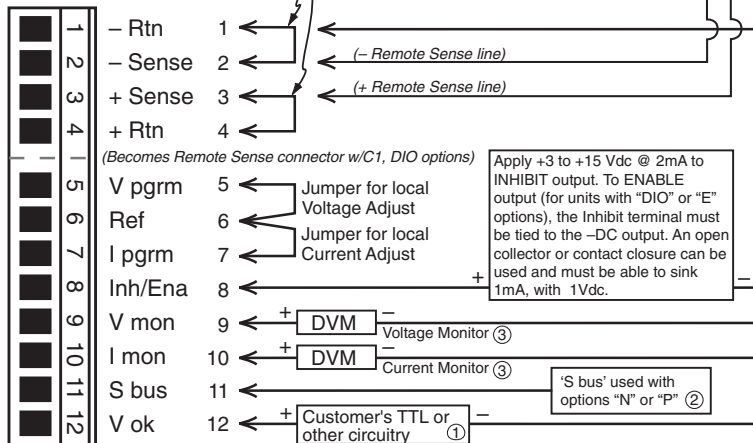 1 – Rtn 1
2 – Sense 2 (– Remote Sense line)
3 + Sense 3 (+ Remote Sense line)
4 + Rtn 4
(Becomes Remote Sense connector w/C1, DIO options)
5 V pgrm 5
6 Ref 6
7 I pgrm 7
8 Inh/Ena 8 + –
9 V mon 9 + DVM –
10 I mon 10 + DVM –
11 S bus 11
12 V ok 12 + –
Jumper for local
Voltage Adjust
Jumper for local
Current Adjust
Apply +3 to +15 Vdc @ 2mA to
INHIBIT output. To ENABLE
output (for units with “DIO” or “E”
options), the Inhibit terminal must
be tied to the –DC output. An open
collector or contact closure can be
used and must be able to sink
1mA, with 1Vdc.
Voltage Monitor ③
Current Monitor ③
‘S bus’ used with
options “N” or “P” ②
Customer's TTL or
other circuitry ①